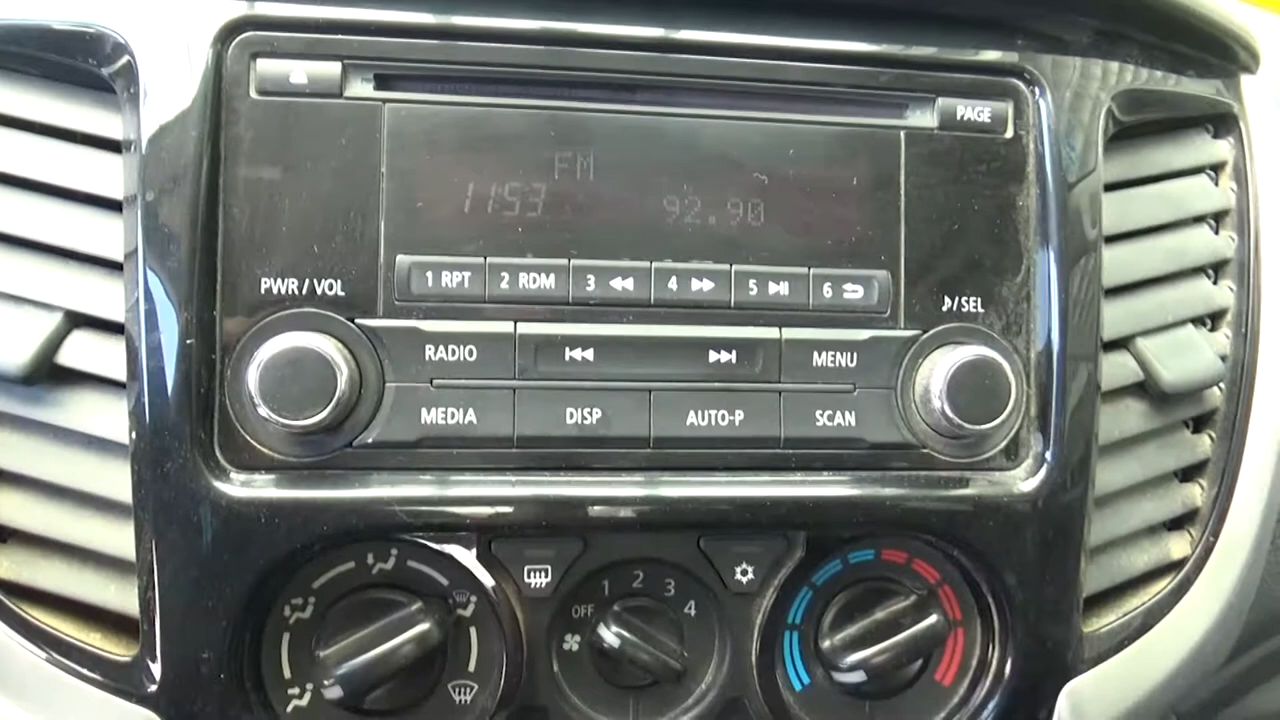 PAGE
FM
11:53 92.90
1 RPT 2 RDM 3 4 5 6
PWR / VOL
♪/SEL
RADIO MENU
MEDIA DISP AUTO-P SCAN
OFF 1 2 3 4